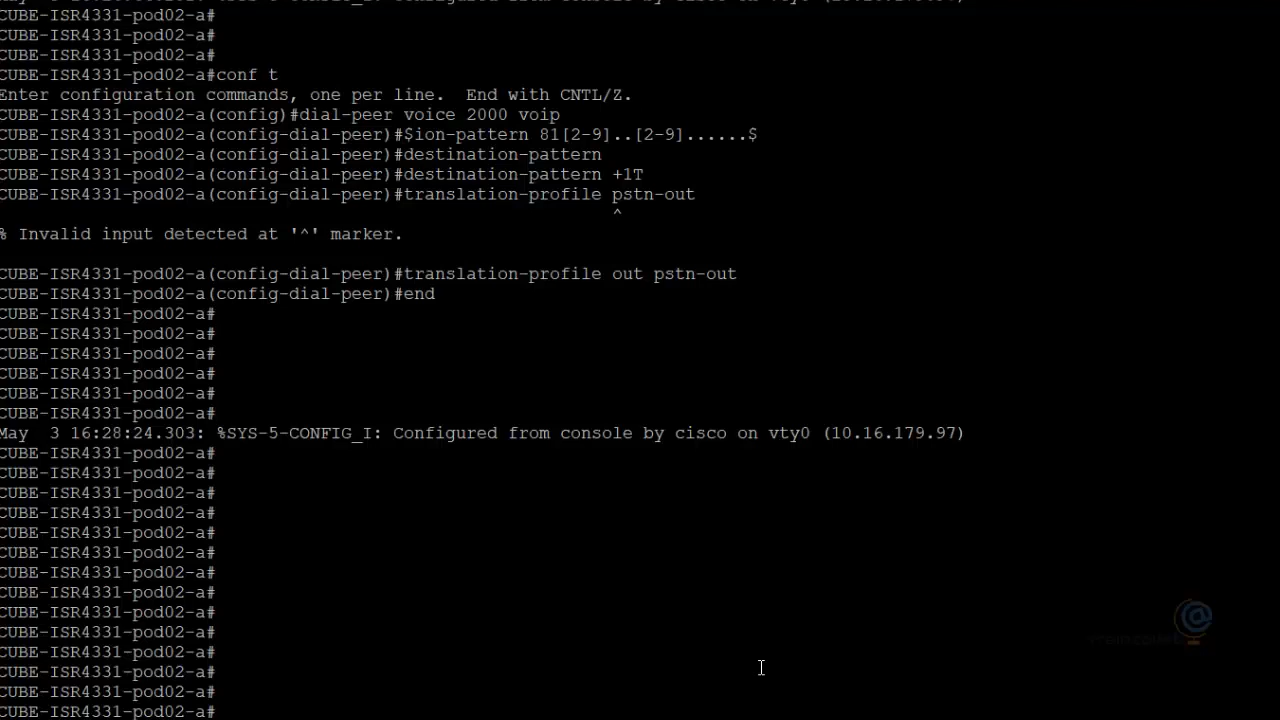 CUBE-ISR4331-pod02-a#
CUBE-ISR4331-pod02-a#
CUBE-ISR4331-pod02-a#
CUBE-ISR4331-pod02-a#conf t
Enter configuration commands, one per line.  End with CNTL/Z.
CUBE-ISR4331-pod02-a(config)#dial-peer voice 2000 voip
CUBE-ISR4331-pod02-a(config-dial-peer)#$ion-pattern 81[2-9]..[2-9]......$
CUBE-ISR4331-pod02-a(config-dial-peer)#destination-pattern
CUBE-ISR4331-pod02-a(config-dial-peer)#destination-pattern +1T
CUBE-ISR4331-pod02-a(config-dial-peer)#translation-profile pstn-out
^
% Invalid input detected at '^' marker.
CUBE-ISR4331-pod02-a(config-dial-peer)#translation-profile out pstn-out
CUBE-ISR4331-pod02-a(config-dial-peer)#end
CUBE-ISR4331-pod02-a#
CUBE-ISR4331-pod02-a#
CUBE-ISR4331-pod02-a#
CUBE-ISR4331-pod02-a#
CUBE-ISR4331-pod02-a#
CUBE-ISR4331-pod02-a#
May  3 16:28:24.303: %SYS-5-CONFIG_I: Configured from console by cisco on vty0 (10.16.179.97)
CUBE-ISR4331-pod02-a#
CUBE-ISR4331-pod02-a#
CUBE-ISR4331-pod02-a#
CUBE-ISR4331-pod02-a#
CUBE-ISR4331-pod02-a#
CUBE-ISR4331-pod02-a#
CUBE-ISR4331-pod02-a#
CUBE-ISR4331-pod02-a#
CUBE-ISR4331-pod02-a#
CUBE-ISR4331-pod02-a#
CUBE-ISR4331-pod02-a#
CUBE-ISR4331-pod02-a#
CUBE-ISR4331-pod02-a#
CUBE-ISR4331-pod02-a#